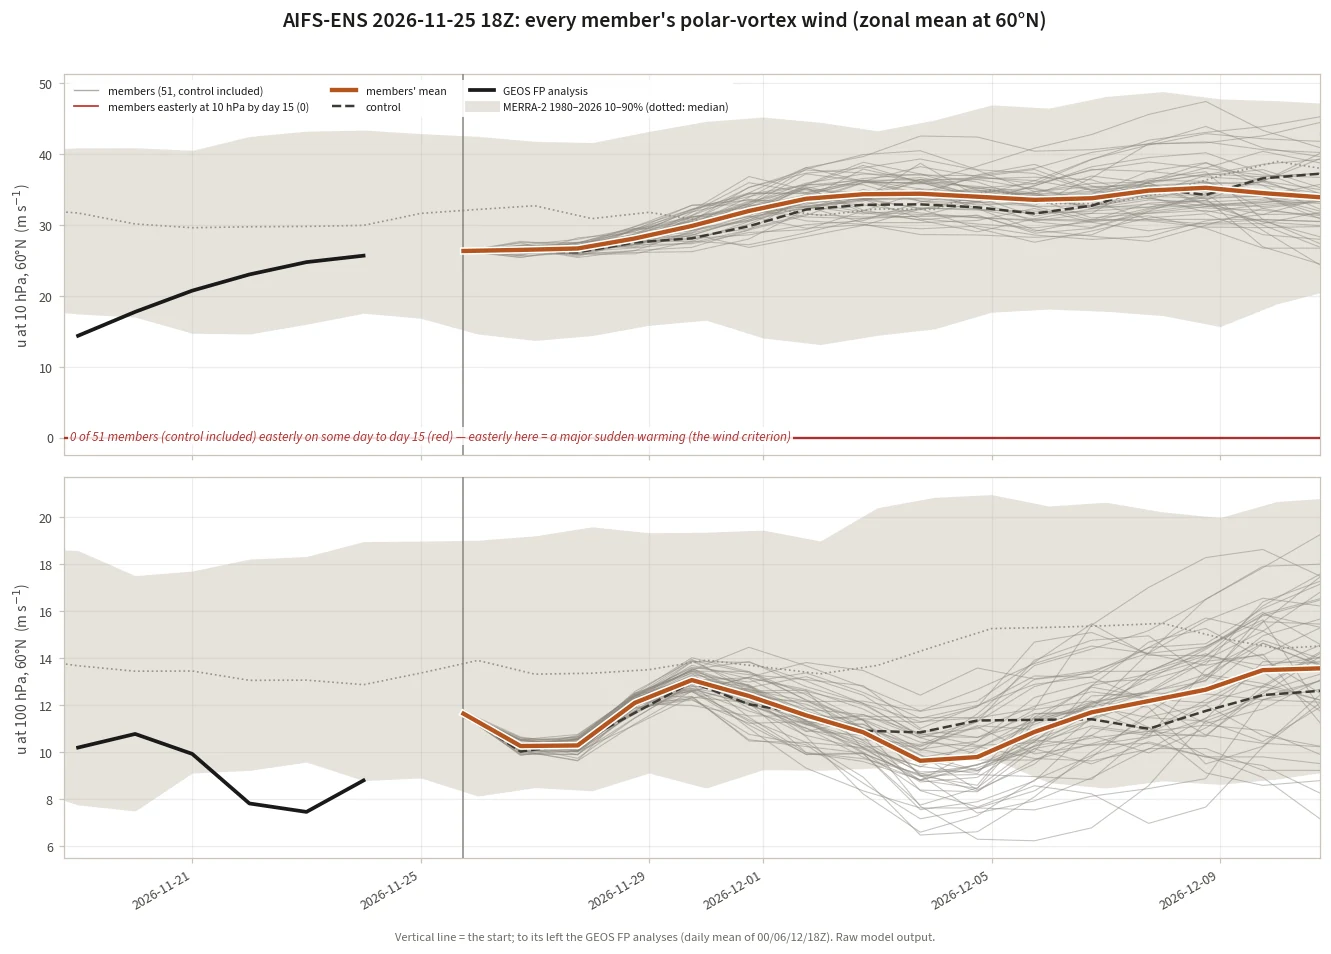 AIFS-ENS 2026-11-25 18Z: every member's polar-vortex wind (zonal mean at 60°N)
members (51, control included)
members easterly at 10 hPa by day 15 (0)
members' mean
control
GEOS FP analysis
MERRA-2 1980–2026 10–90% (dotted: median)
u at 10 hPa, 60°N (m s⁻¹)
50
40
30
20
10
0
0 of 51 members (control included) easterly on some day to day 15 (red) — easterly here = a major sudden warming (the wind criterion)
u at 100 hPa, 60°N (m s⁻¹)
20
18
16
14
12
10
8
6
2026-11-21
2026-11-25
2026-11-29
2026-12-01
2026-12-05
2026-12-09
Vertical line = the start; to its left the GEOS FP analyses (daily mean of 00/06/12/18Z). Raw model output.